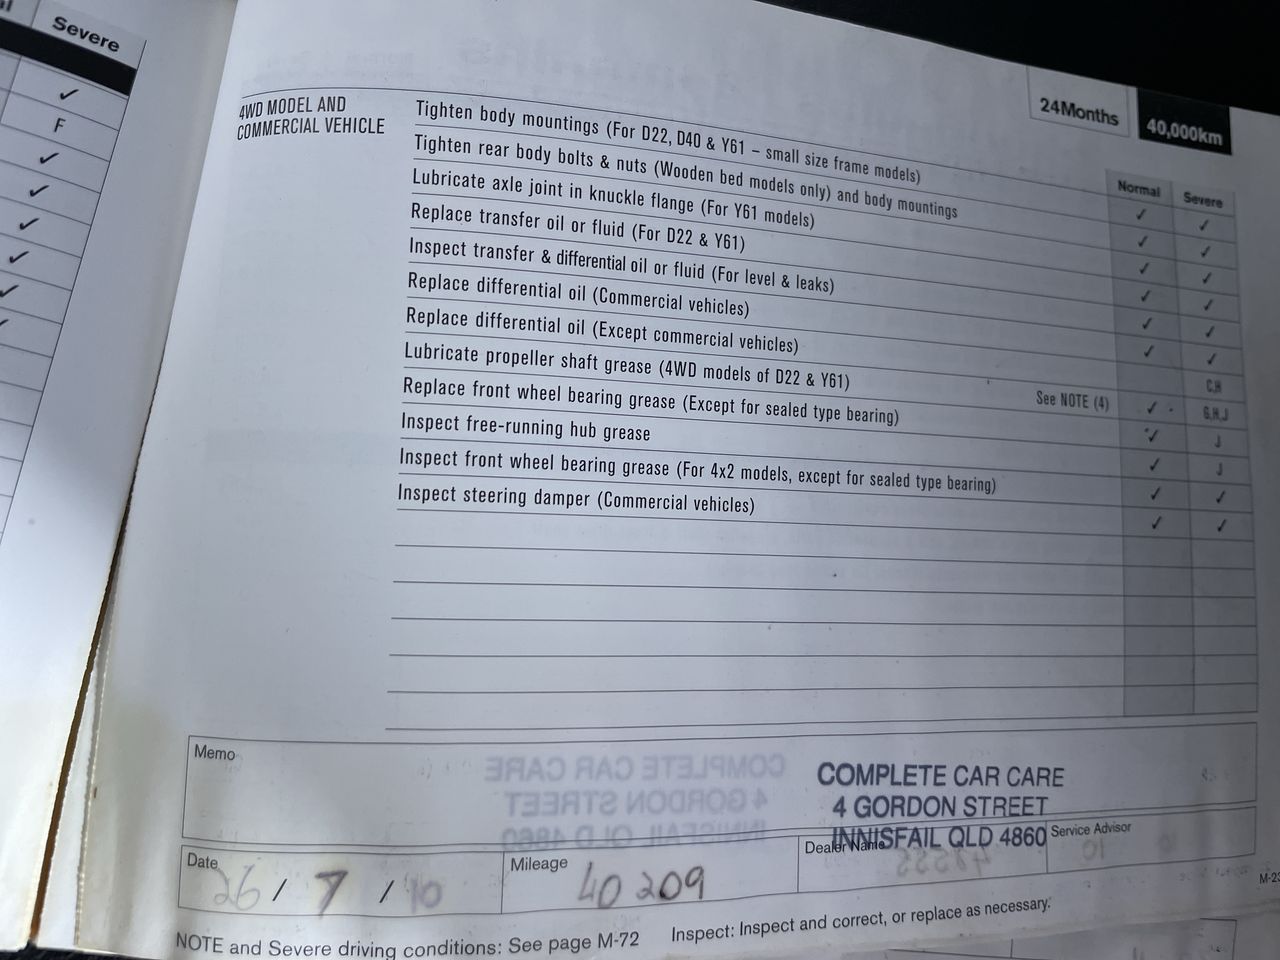 Severe
F
24Months
40,000km
4WD MODEL AND
COMMERCIAL VEHICLE
Normal Severe
Tighten body mountings (For D22, D40 & Y61 – small size frame models)
Tighten rear body bolts & nuts (Wooden bed models only) and body mountings
Lubricate axle joint in knuckle flange (For Y61 models)
Replace transfer oil or fluid (For D22 & Y61)
Inspect transfer & differential oil or fluid (For level & leaks)
Replace differential oil (Commercial vehicles)
Replace differential oil (Except commercial vehicles) C,H
Lubricate propeller shaft grease (4WD models of D22 & Y61) See NOTE (4) G,H,J
Replace front wheel bearing grease (Except for sealed type bearing) J
Inspect free-running hub grease J
Inspect front wheel bearing grease (For 4x2 models, except for sealed type bearing)
Inspect steering damper (Commercial vehicles)
Memo
COMPLETE CAR CARE
4 GORDON STREET
INNISFAIL QLD 4860
Date 26 / 7 / 10
Mileage 40 209
Dealer Name
Service Advisor
NOTE and Severe driving conditions: See page M-72 Inspect: Inspect and correct, or replace as necessary.